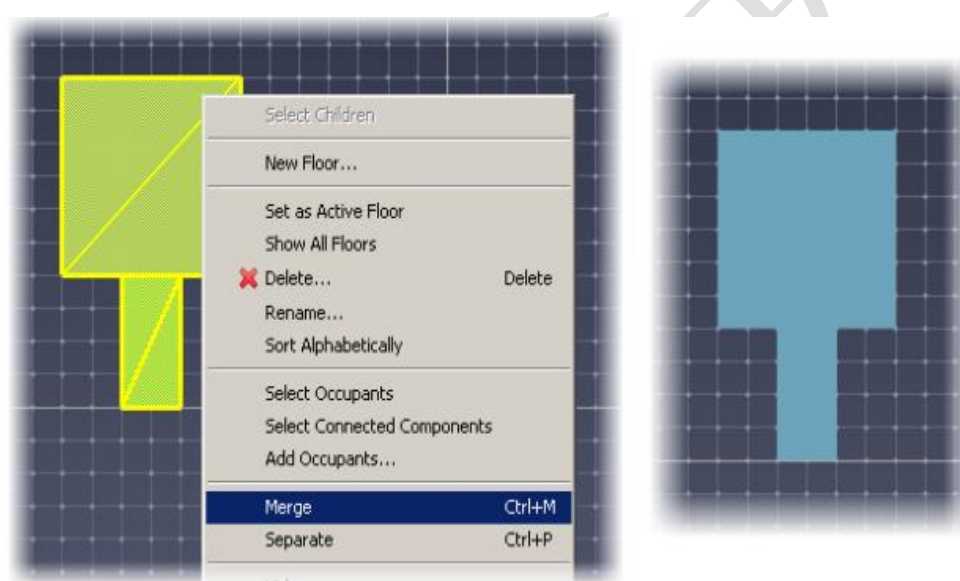 Select Children
New Floor...
Set as Active Floor
Show All Floors
Delete... Delete
Rename...
Sort Alphabetically
Select Occupants
Select Connected Components
Add Occupants...
Merge Ctrl+M
Separate Ctrl+P